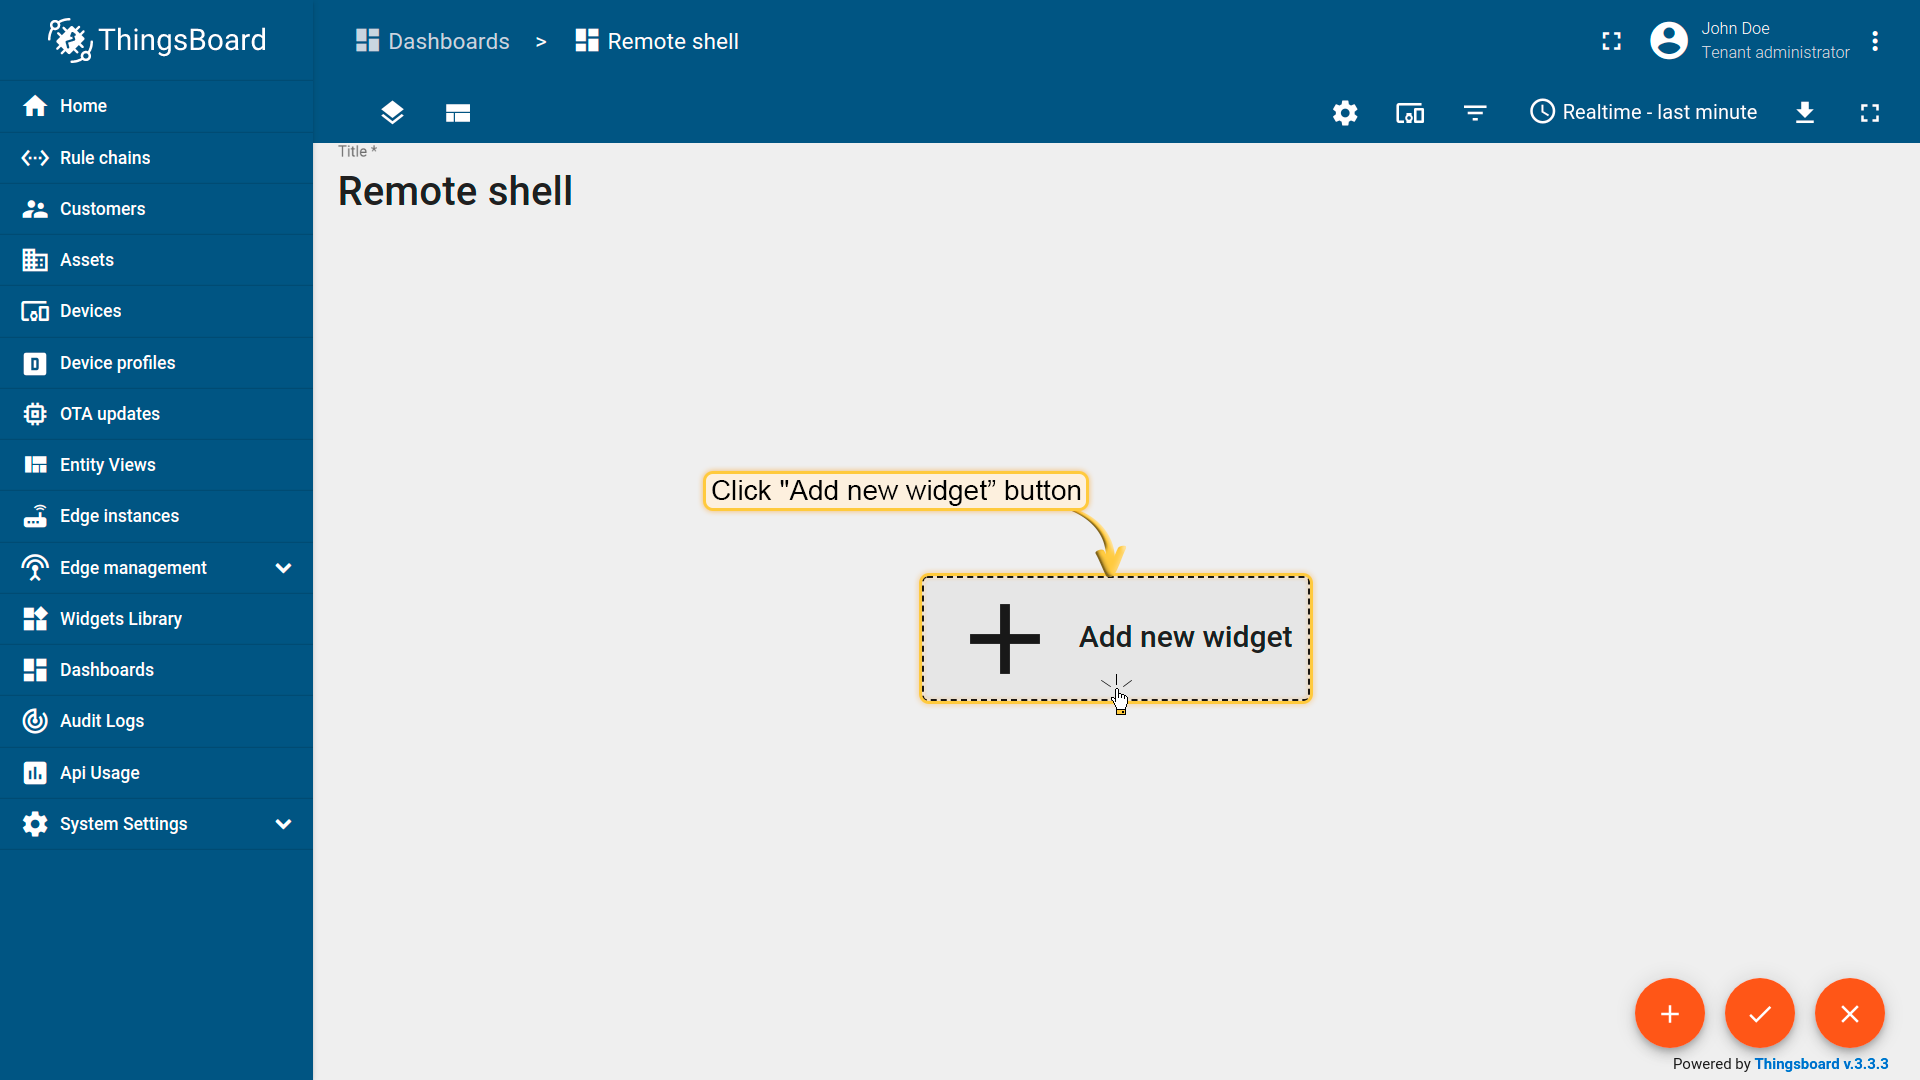 ThingsBoard
Dashboards > Remote shell
John Doe
Tenant administrator
Realtime - last minute
Home
Rule chains
Customers
Assets
Devices
Device profiles
OTA updates
Entity Views
Edge instances
Edge management
Widgets Library
Dashboards
Audit Logs
Api Usage
System Settings
Title *
Remote shell
Click "Add new widget” button
Add new widget
Powered by Thingsboard v.3.3.3